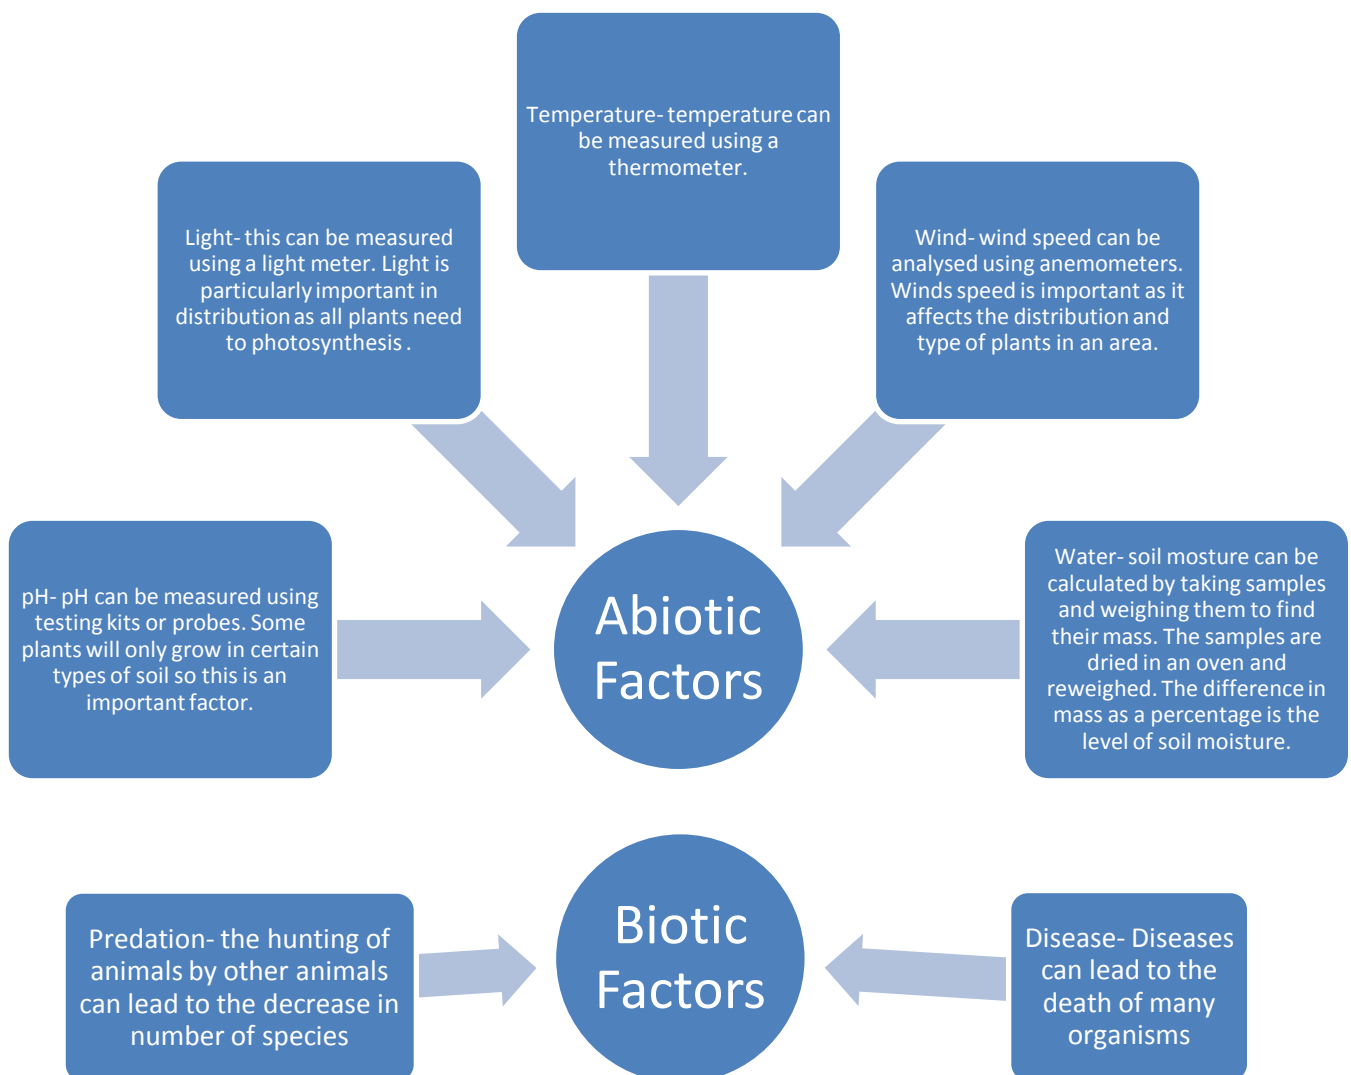 Temperature- temperature can
be measured using a
thermometer.
Light- this can be measured
using a light meter. Light is
particularly important in
distribution as all plants need
to photosynthesis .
Wind- wind speed can be
analysed using anemometers.
Winds speed is important as it
affects the distribution and
type of plants in an area.
pH- pH can be measured using
testing kits or probes. Some
plants will only grow in certain
types of soil so this is an
important factor.
Abiotic
Factors
Water- soil mosture can be
calculated by taking samples
and weighing them to find
their mass. The samples are
dried in an oven and
reweighed. The difference in
mass as a percentage is the
level of soil moisture.
Predation- the hunting of
animals by other animals
can lead to the decrease in
number of species
Biotic
Factors
Disease- Diseases
can lead to the
death of many
organisms